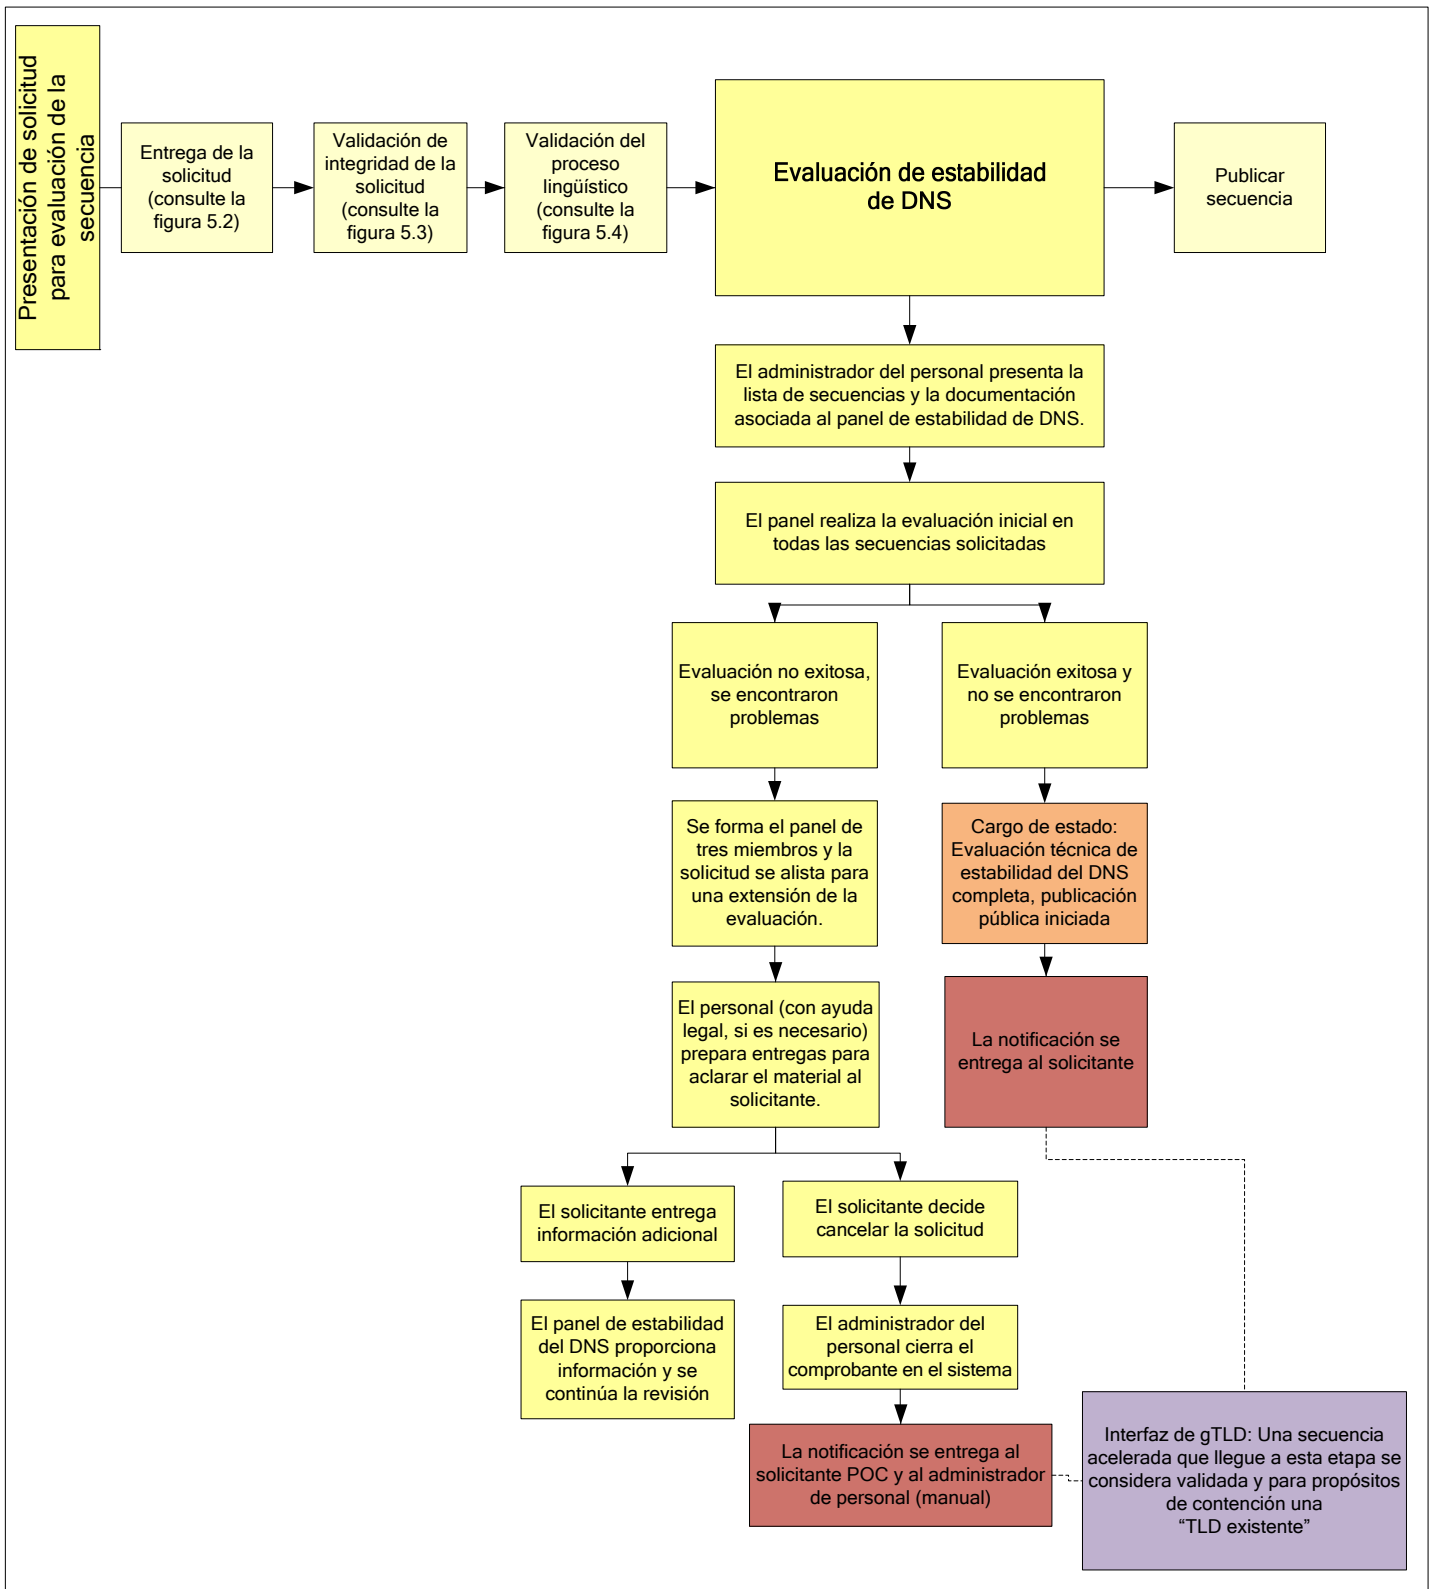 Presentación de solicitud
para evaluación de la
secuencia
Entrega de la
solicitud
(consulte la
figura 5.2)
Validación de
integridad de la
solicitud
(consulte la
figura 5.3)
Validación del
proceso
lingüístico
(consulte la
figura 5.4)
Evaluación de estabilidad
de DNS
Publicar
secuencia
El administrador del personal presenta la
lista de secuencias y la documentación
asociada al panel de estabilidad de DNS.
El panel realiza la evaluación inicial en
todas las secuencias solicitadas
Evaluación no exitosa,
se encontraron
problemas
Evaluación exitosa y
no se encontraron
problemas
Se forma el panel de
tres miembros y la
solicitud se alista para
una extensión de la
evaluación.
Cargo de estado:
Evaluación técnica de
estabilidad del DNS
completa, publicación
pública iniciada
El personal (con ayuda
legal, si es necesario)
prepara entregas para
aclarar el material al
solicitante.
La notificación se
entrega al solicitante
El solicitante entrega
información adicional
El solicitante decide
cancelar la solicitud
El panel de estabilidad
del DNS proporciona
información y se
continúa la revisión
El administrador del
personal cierra el
comprobante en el sistema
La notificación se entrega al
solicitante POC y al administrador
de personal (manual)
Interfaz de gTLD: Una secuencia
acelerada que llegue a esta etapa se
considera validada y para propósitos
de contención una
“TLD existente”